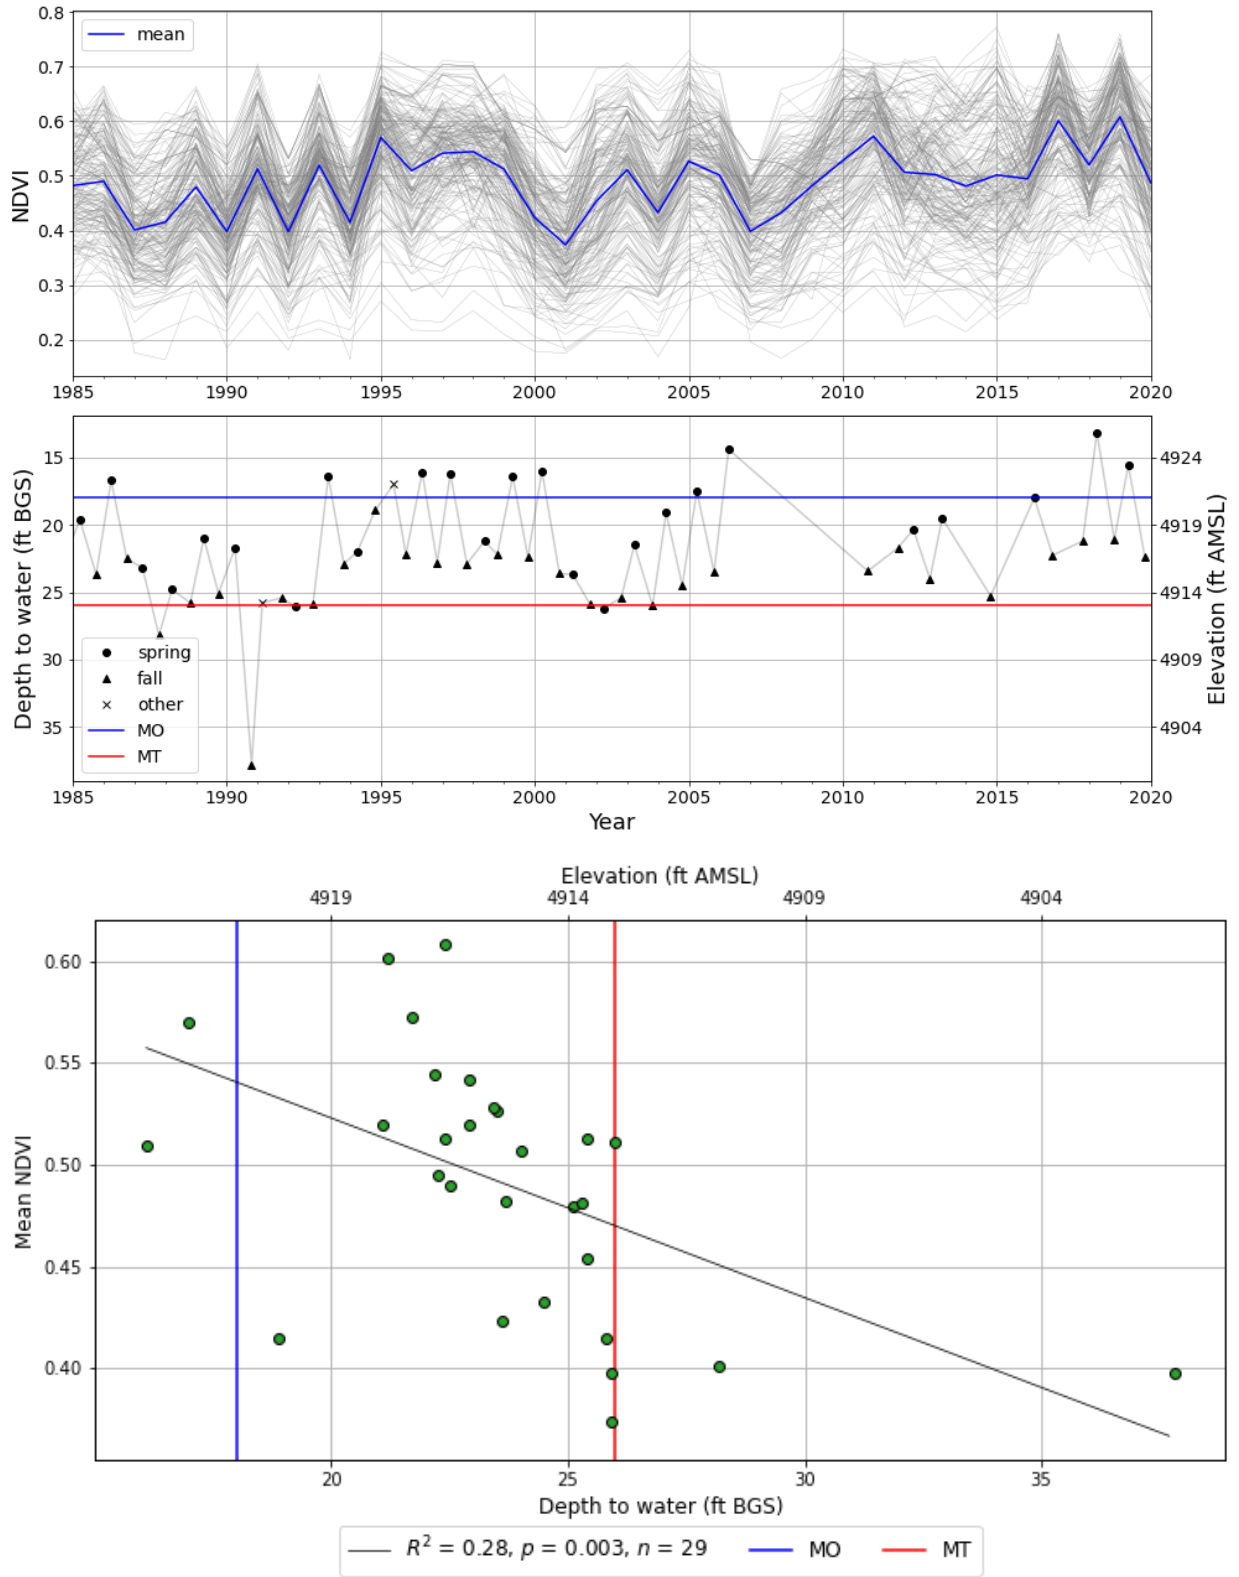 0.8
mean
0.7
0.6
0.5
0.4
0.3
0.2
NDVI
1985 1990 1995 2000 2005 2010 2015 2020
15 4924
20 4919
25 4914
30 4909
35 4904
Depth to water (ft BGS)
Elevation (ft AMSL)
spring
fall
other
MO
MT
1985 1990 1995 2000 2005 2010 2015 2020
Year
Elevation (ft AMSL)
4919 4914 4909 4904
0.60
0.55
0.50
0.45
0.40
Mean NDVI
20 25 30 35
Depth to water (ft BGS)
R² = 0.28, p = 0.003, n = 29 MO MT